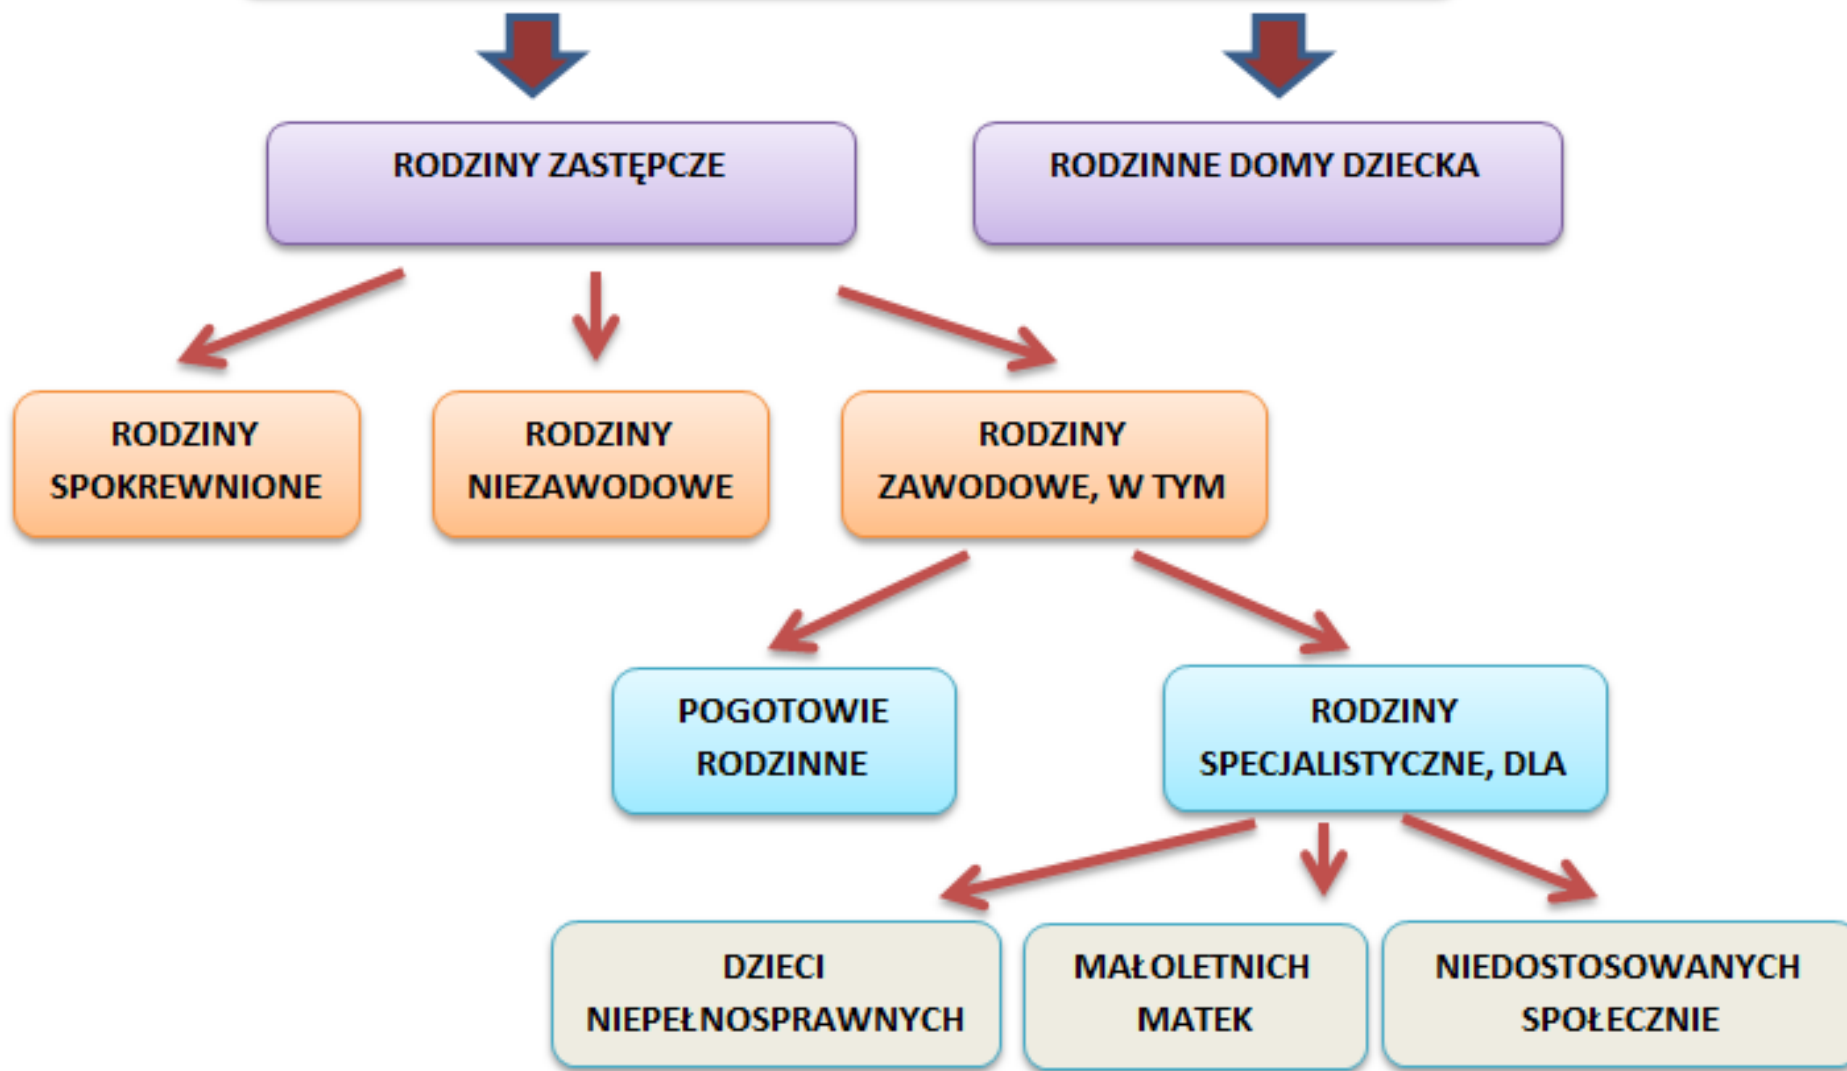 RODZINY ZASTĘPCZE
RODZINNE DOMY DZIECKA
RODZINY
SPOKREWNIONE
RODZINY
NIEZAWODOWE
RODZINY
ZAWODOWE, W TYM
POGOTOWIE
RODZINNE
RODZINY
SPECJALISTYCZNE, DLA
DZIECI
NIEPEŁNOSPRAWNYCH
MAŁOLETNICH
MATEK
NIEDOSTOSOWANYCH
SPOŁECZNIE